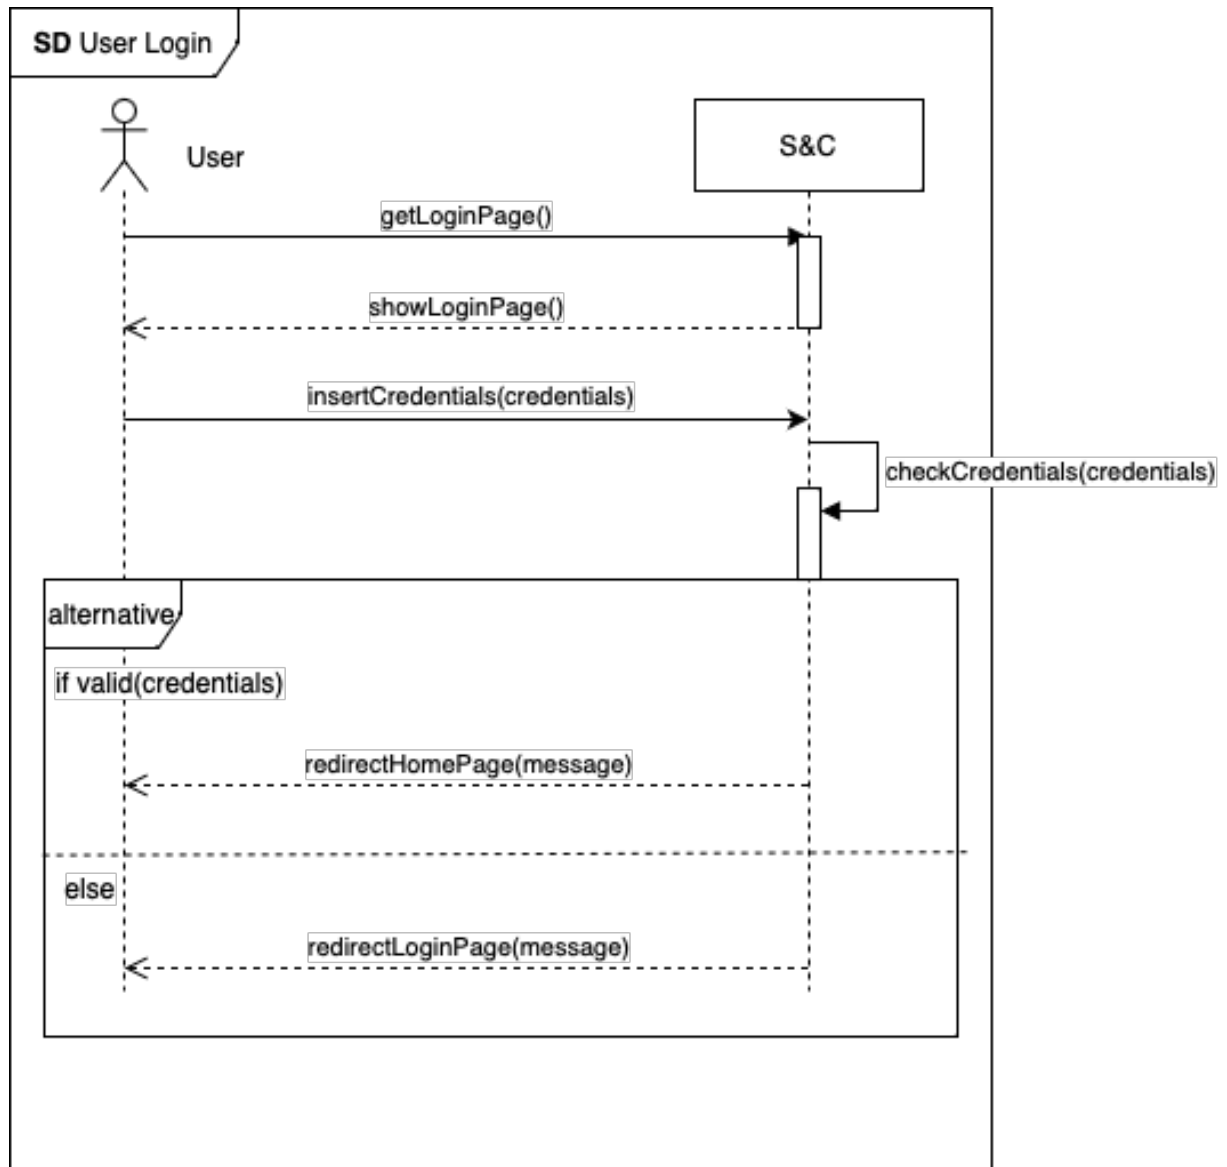 SD User Login
User
S&C
getLoginPage()
showLoginPage()
insertCredentials(credentials)
checkCredentials(credentials)
alternative
if valid(credentials)
redirectHomePage(message)
else
redirectLoginPage(message)